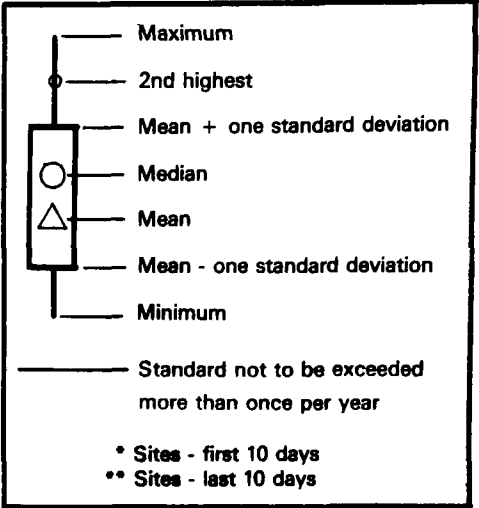 Maximum
2nd highest
Mean + one standard deviation
Median
Mean
Mean - one standard deviation
Minimum
Standard not to be exceeded
more than once per year
* Sites - first 10 days
** Sites - last 10 days